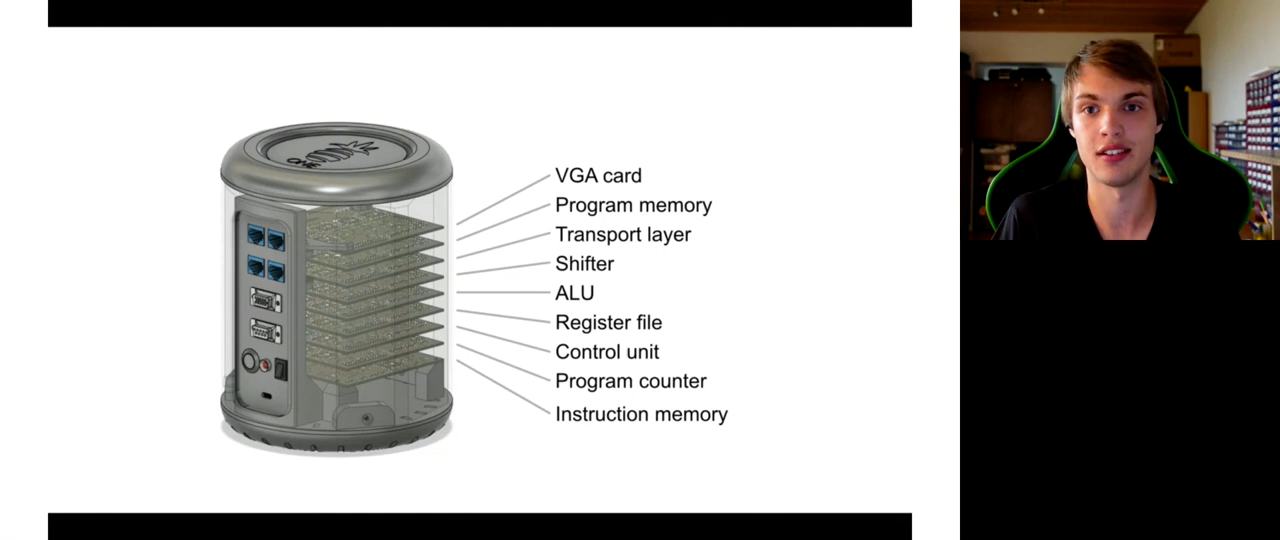 VGA card
Program memory
Transport layer
Shifter
ALU
Register file
Control unit
Program counter
Instruction memory